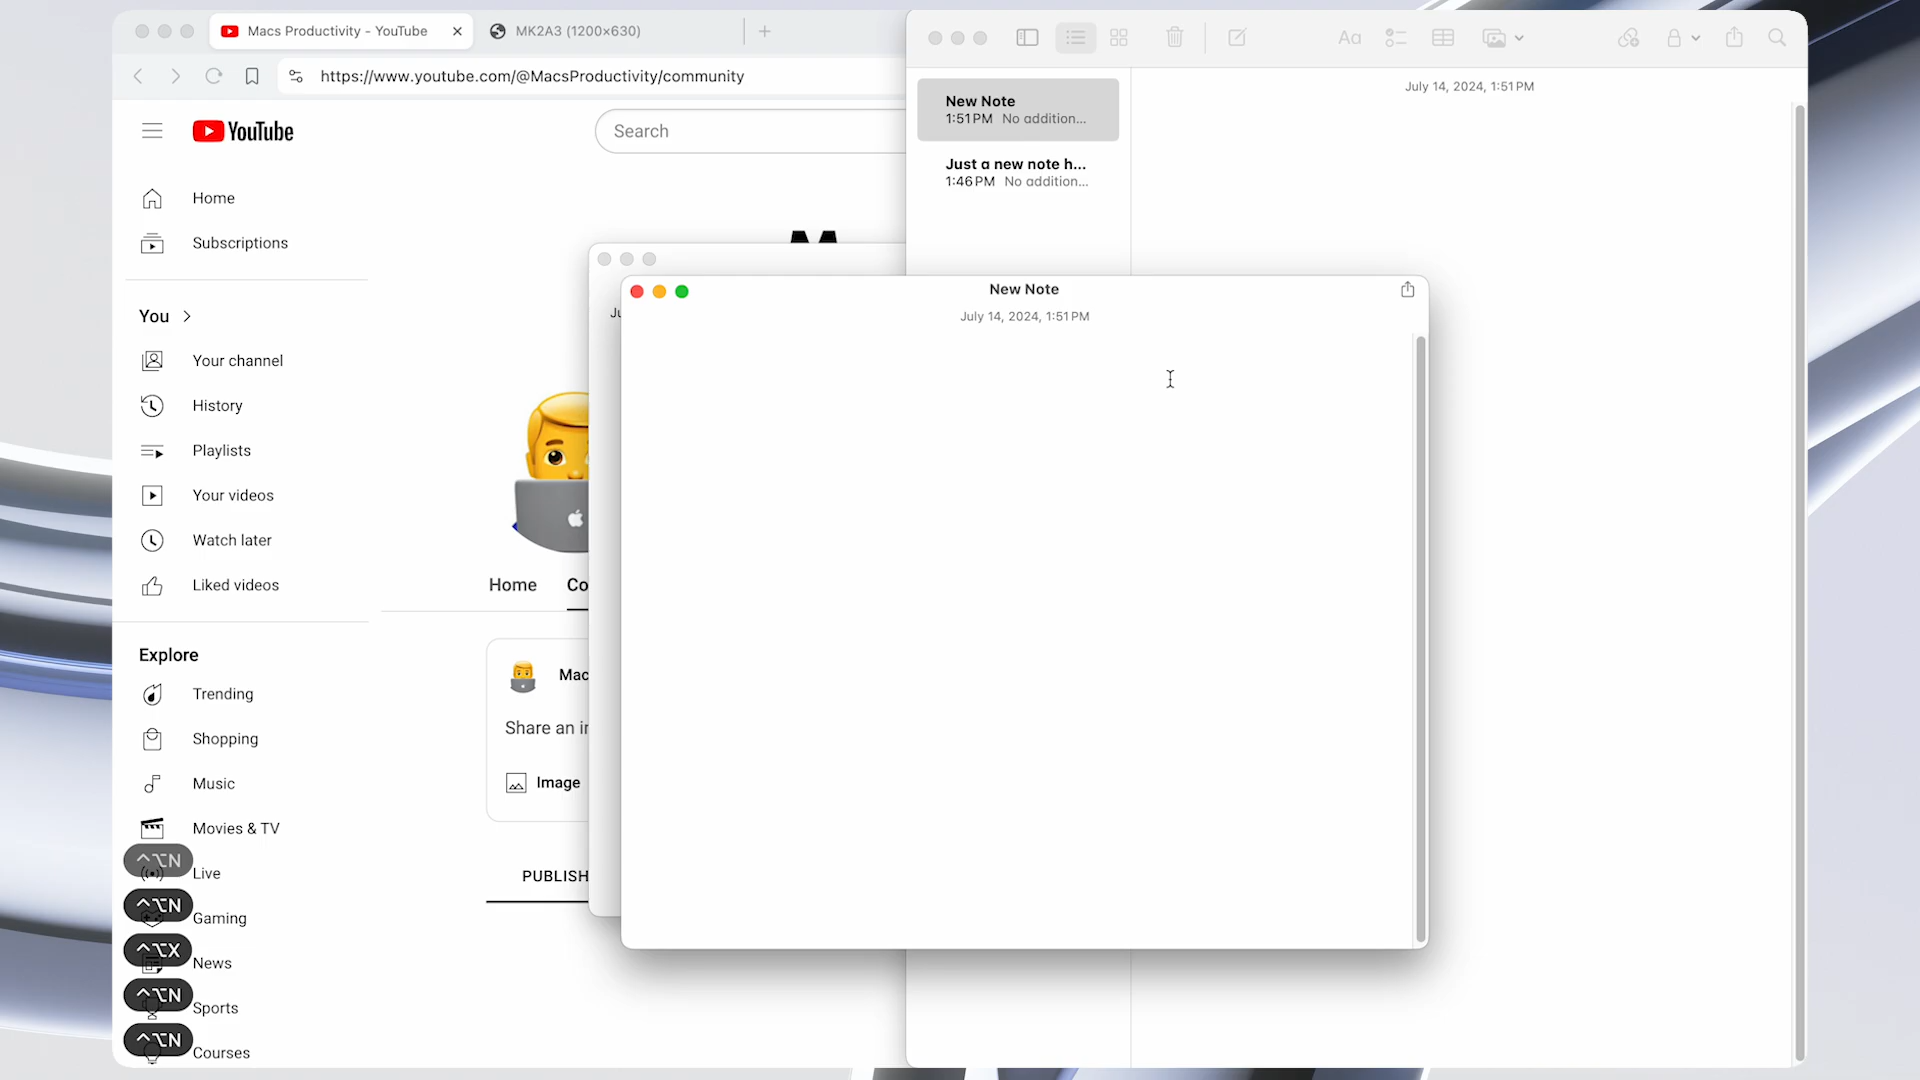 Macs Productivity - YouTube
MK2A3 (1200×630)
https://www.youtube.com/@MacsProductivity/community
YouTube
Search
Home
Subscriptions
You
Your channel
History
Playlists
Your videos
Watch later
Liked videos
Explore
Trending
Shopping
Music
Movies & TV
Live
Gaming
News
Sports
Courses
^⌥N
^⌥N
^⌥X
^⌥N
^⌥N
M
Home
Co
Mac
Share an i
Image
PUBLISH
Ju
New Note
July 14, 2024, 1:51 PM
Aa
July 14, 2024, 1:51 PM
New Note
1:51 PM No addition...
Just a new note h...
1:46 PM No addition...